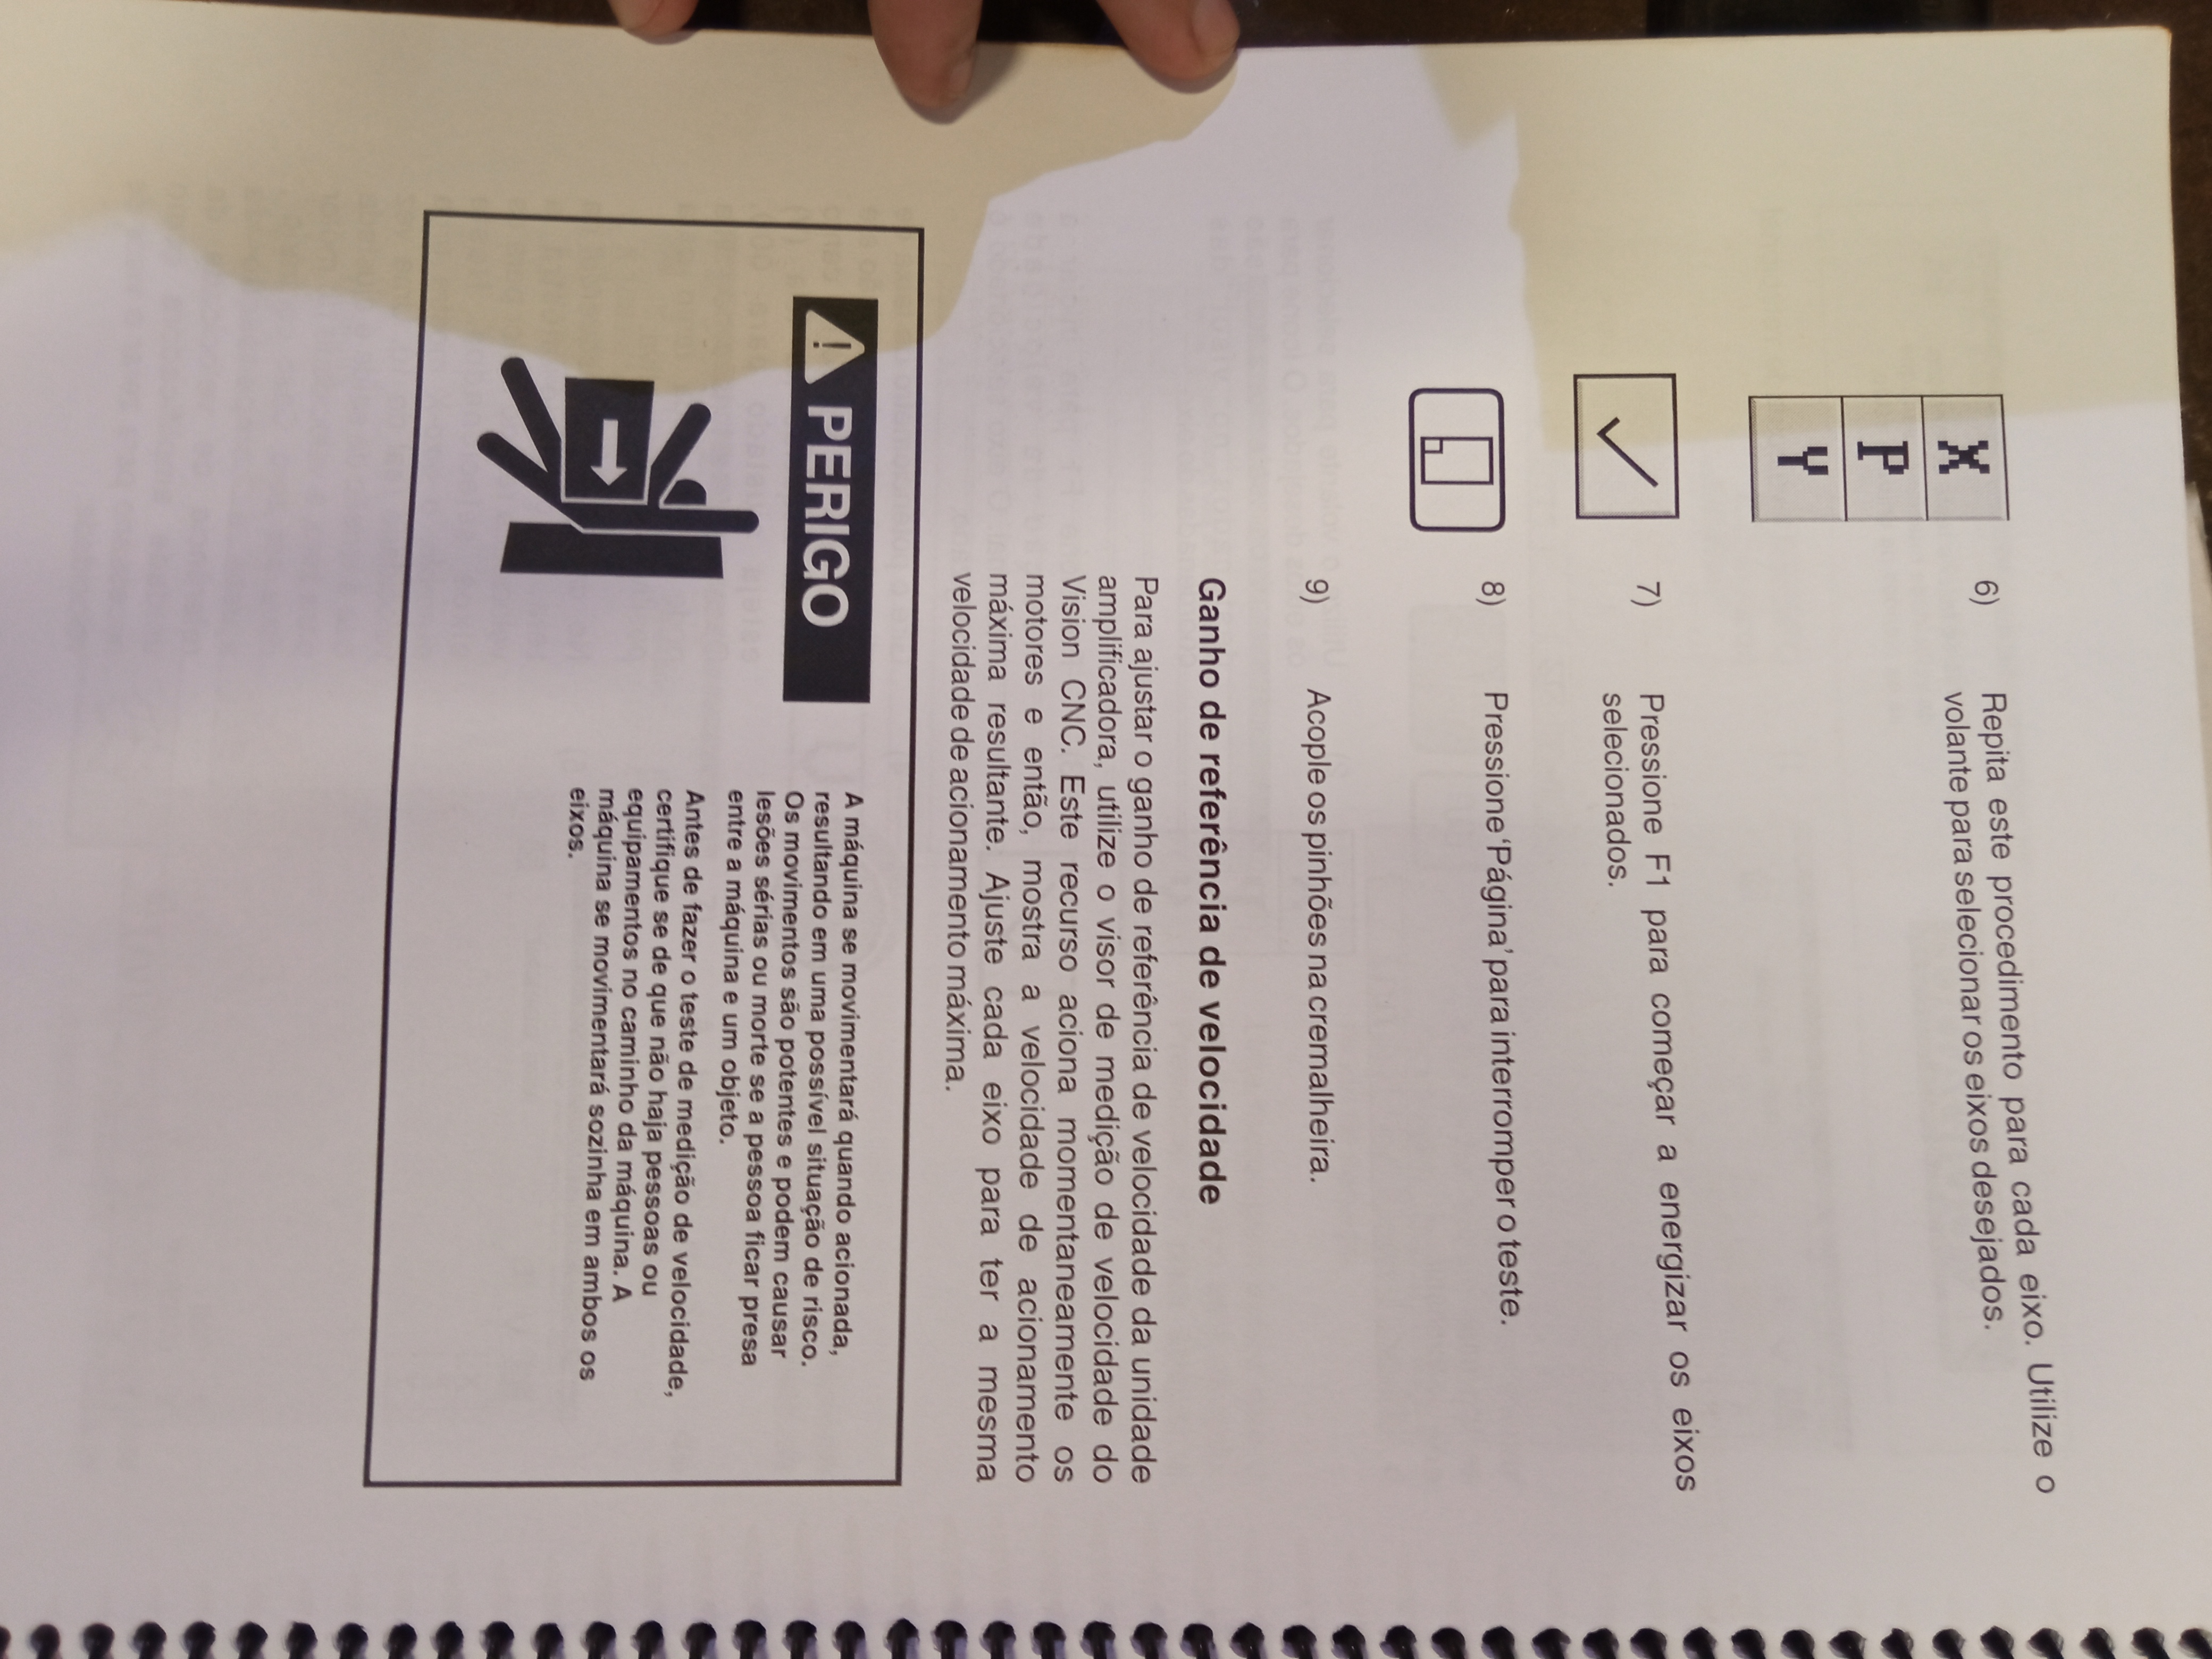 X
P
Y
6) Repita este procedimento para cada eixo. Utilize o
volante para selecionar os eixos desejados.
7) Pressione F1 para começar a energizar os eixos
selecionados.
8) Pressione 'Página' para interromper o teste.
9) Acople os pinhões na cremalheira.
Ganho de referência de velocidade
Para ajustar o ganho de referência de velocidade da unidade
amplificadora, utilize o visor de medição de velocidade do
Vision CNC. Este recurso aciona momentaneamente os
motores e então, mostra a velocidade de acionamento
máxima resultante. Ajuste cada eixo para ter a mesma
velocidade de acionamento máxima.
! PERIGO
A máquina se movimentará quando acionada,
resultando em uma possível situação de risco.
Os movimentos são potentes e podem causar
lesões sérias ou morte se a pessoa ficar presa
entre a máquina e um objeto.
Antes de fazer o teste de medição de velocidade,
certifique se de que não haja pessoas ou
equipamentos no caminho da máquina. A
máquina se movimentará sozinha em ambos os
eixos.